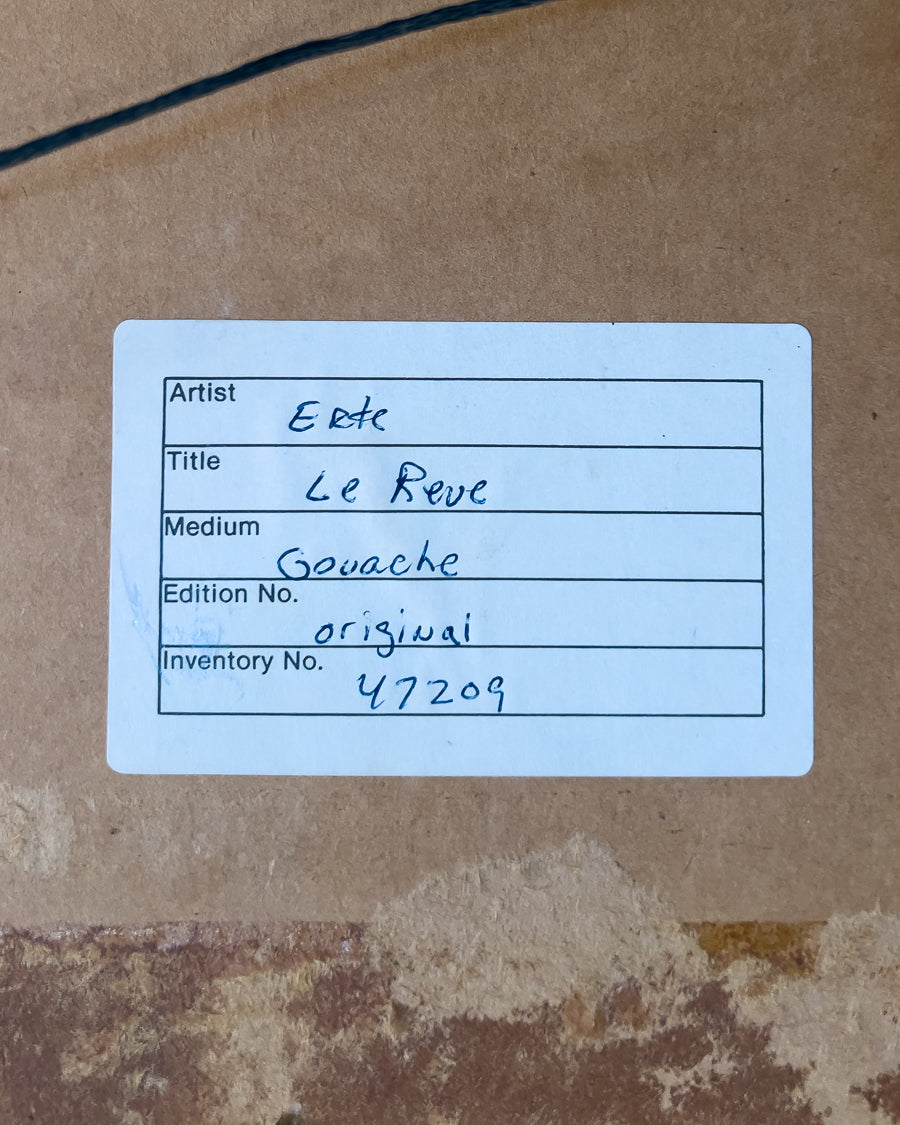 Artist
Erte
Title
Le Reve
Medium
Gouache
Edition No.
original
Inventory No.
47209